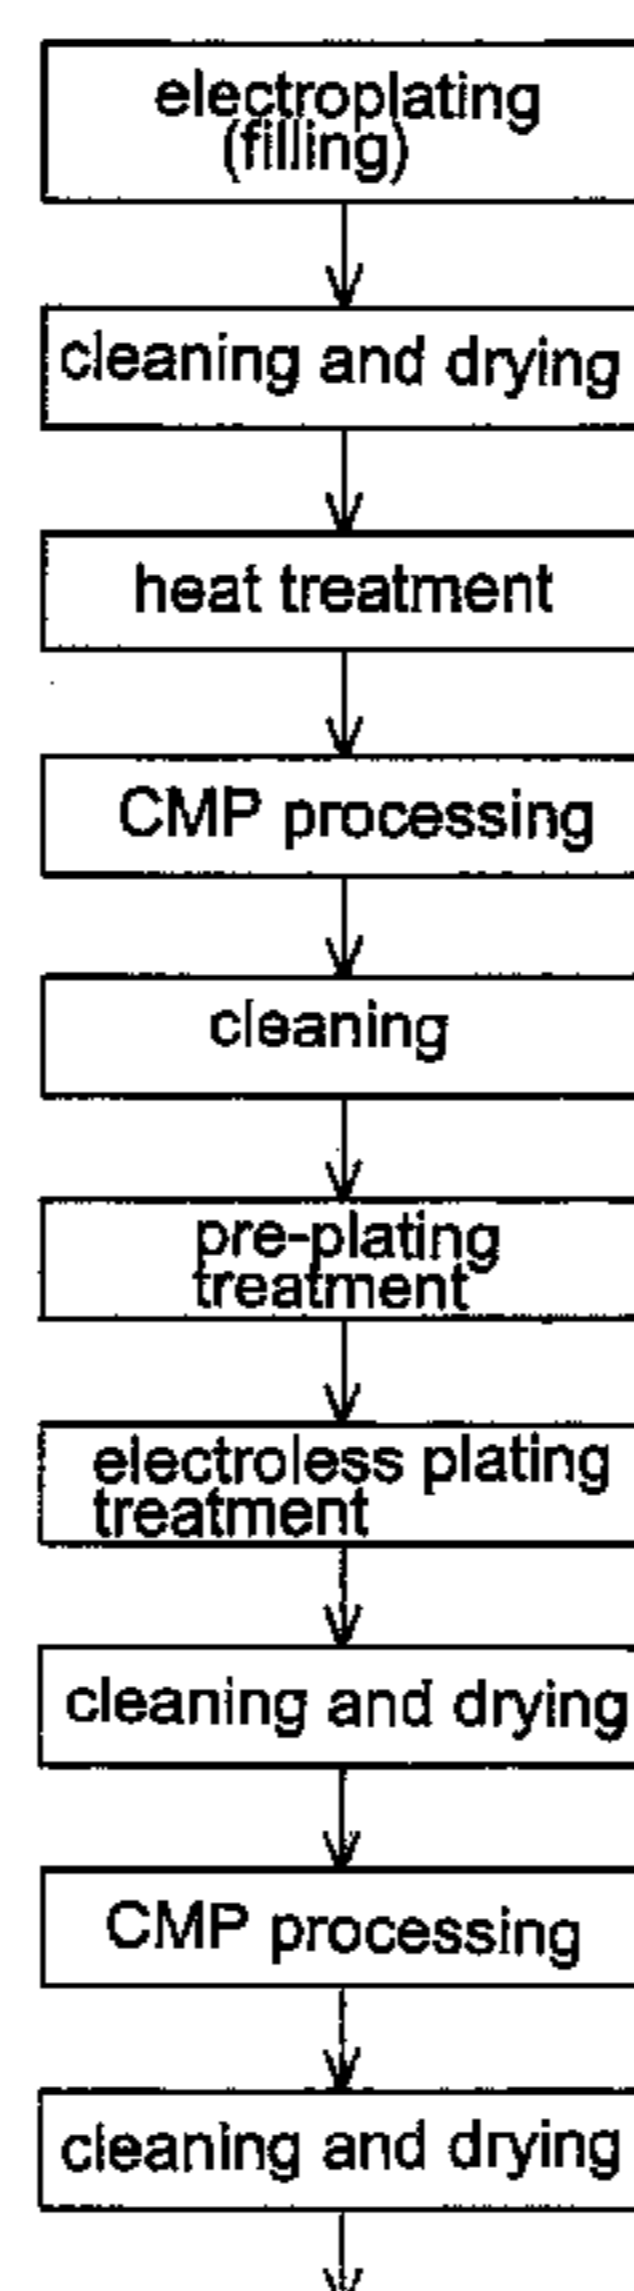 electroplating
(filling)
cleaning and drying
heat treatment
CMP processing
cleaning
pre-plating
treatment
electroless plating
treatment
cleaning and drying
CMP processing
cleaning and drying